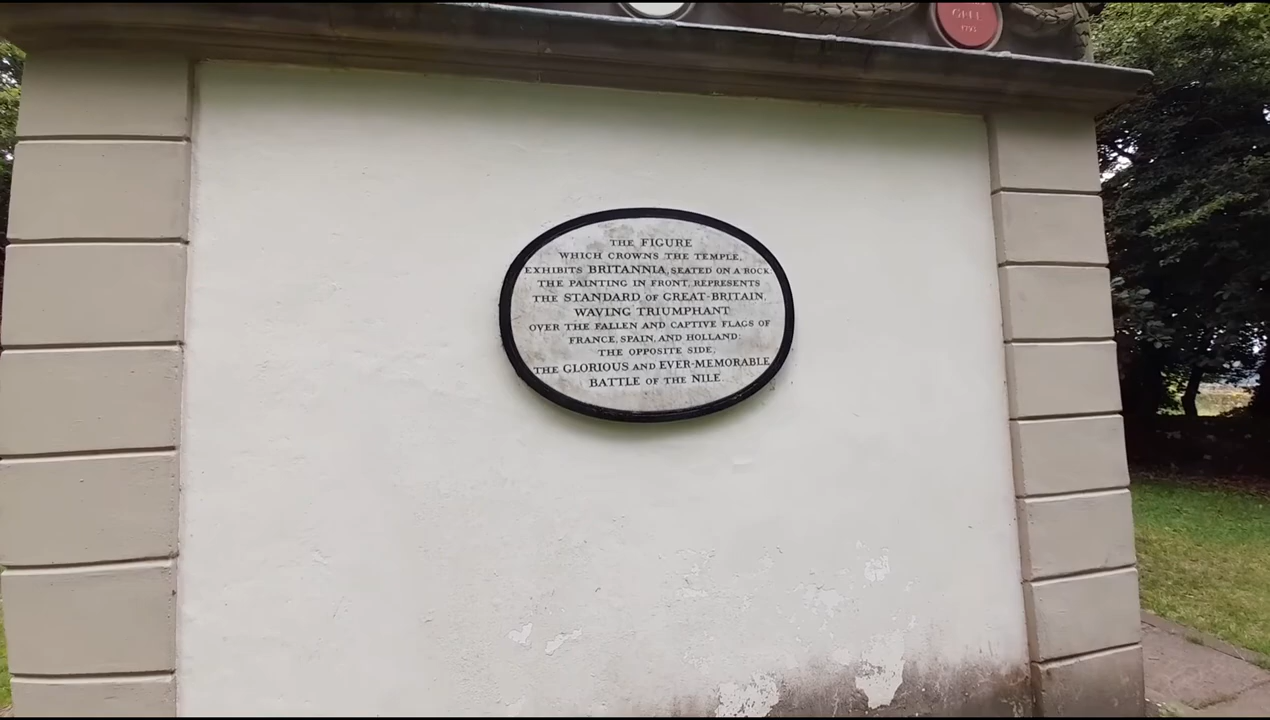 THE FIGURE
WHICH CROWNS THE TEMPLE,
EXHIBITS BRITANNIA, SEATED ON A ROCK.
THE PAINTING IN FRONT, REPRESENTS
THE STANDARD OF GREAT-BRITAIN,
WAVING TRIUMPHANT
OVER THE FALLEN AND CAPTIVE FLAGS OF
FRANCE, SPAIN, AND HOLLAND:
THE OPPOSITE SIDE,
THE GLORIOUS AND EVER-MEMORABLE
BATTLE OF THE NILE.